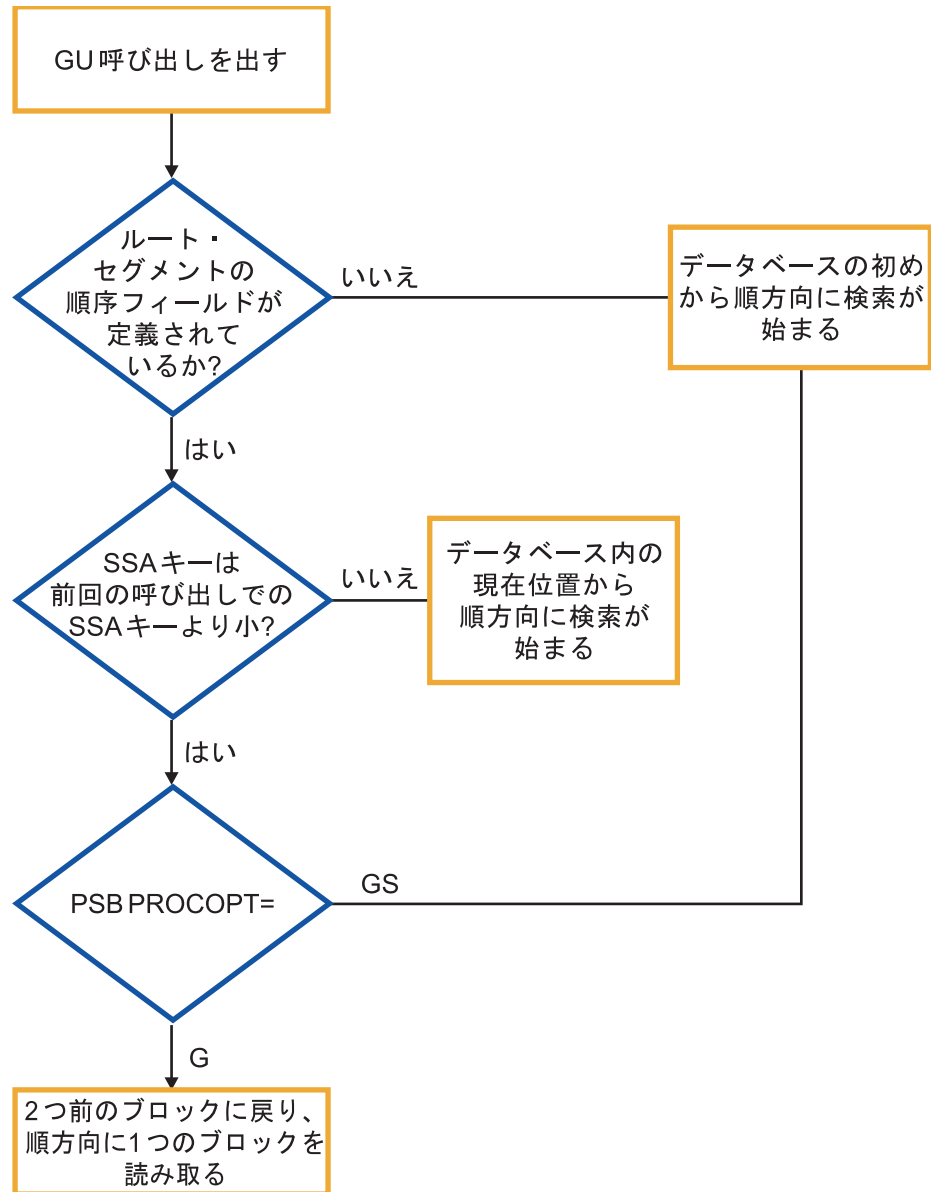 GU 呼び出しを出す
ルート・
セグメントの
順序フィールドが
定義されて
いるか?
いいえ
データベースの初め
から順方向に検索が
始まる
はい
SSA キーは
前回の呼び出しでの
SSA キーより小?
いいえ
データベース内の
現在位置から
順方向に検索が
始まる
はい
PSB PROCOPT=
GS
G
2 つ前のブロックに戻り、
順方向に1 つのブロックを
読み取る